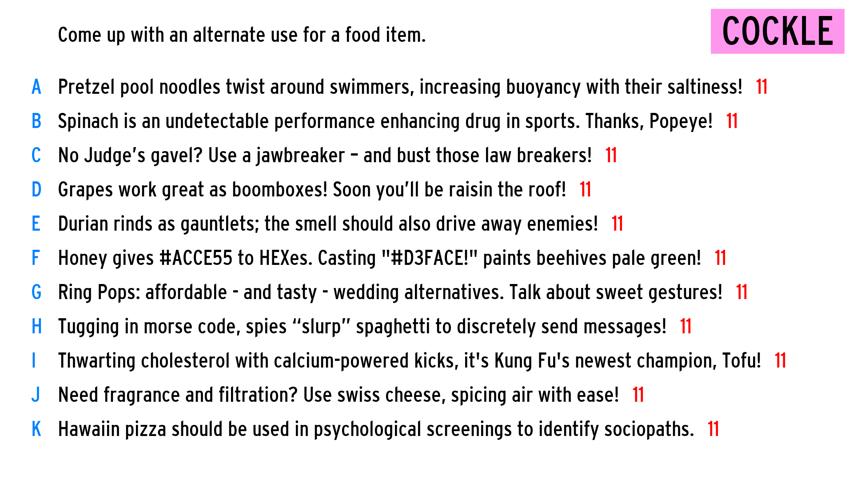 Come up with an alternate use for a food item.
COCKLE
A Pretzel pool noodles twist around swimmers, increasing buoyancy with their saltiness! 11
B Spinach is an undetectable performance enhancing drug in sports. Thanks, Popeye! 11
C No Judge's gavel? Use a jawbreaker – and bust those law breakers! 11
D Grapes work great as boomboxes! Soon you'll be raisin the roof! 11
E Durian rinds as gauntlets; the smell should also drive away enemies! 11
F Honey gives #ACCE55 to HEXes. Casting "#D3FACE!" paints beehives pale green! 11
G Ring Pops: affordable - and tasty - wedding alternatives. Talk about sweet gestures! 11
H Tugging in morse code, spies “slurp” spaghetti to discretely send messages! 11
I Thwarting cholesterol with calcium-powered kicks, it's Kung Fu's newest champion, Tofu! 11
J Need fragrance and filtration? Use swiss cheese, spicing air with ease! 11
K Hawaiin pizza should be used in psychological screenings to identify sociopaths. 11